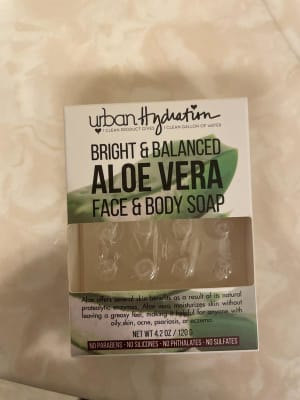 urban Hydration
1 CLEAN PRODUCT GIVES 1 CLEAN GALLON OF WATER
BRIGHT & BALANCED
ALOE VERA
FACE & BODY SOAP
Aloe offers several skin benefits as a result of its natural
proteolytic enzymes. Aloe vera moisturizes skin without
leaving a greasy feel, making it helpful for anyone with
oily skin, acne, psoriasis, or eczema.
NET WT 4.2 OZ / 120 G
NO PARABENS • NO SILICONES • NO PHTHALATES • NO SULFATES